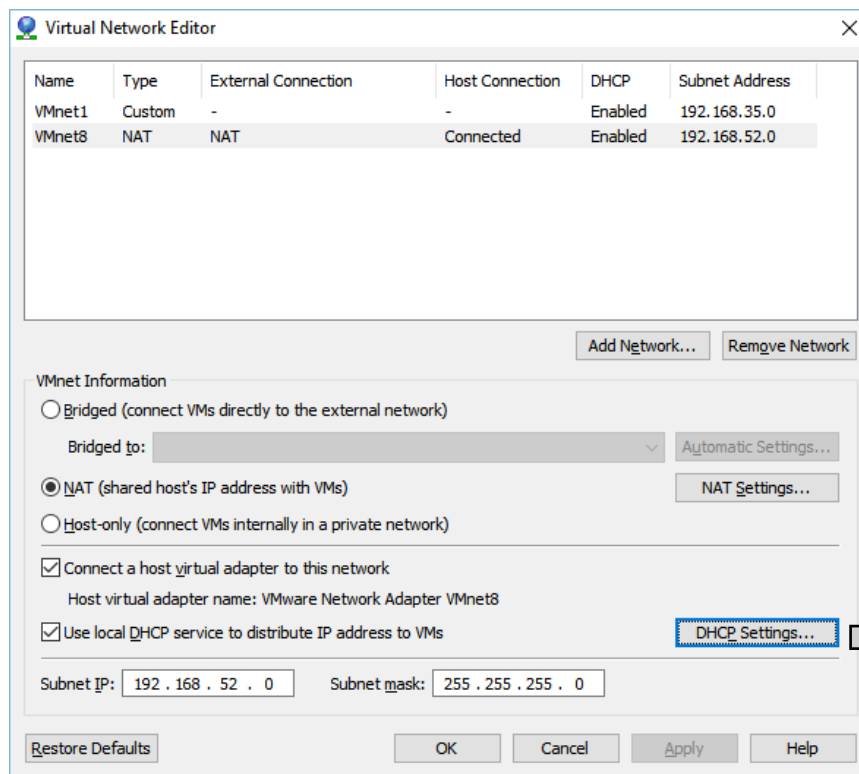 Virtual Network Editor
Name Type External Connection Host Connection DHCP Subnet Address
VMnet1 Custom - - Enabled 192.168.35.0
VMnet8 NAT NAT Connected Enabled 192.168.52.0
Add Network... Remove Network
VMnet Information
Bridged (connect VMs directly to the external network)
Bridged to: Automatic Settings...
NAT (shared host's IP address with VMs) NAT Settings...
Host-only (connect VMs internally in a private network)
Connect a host virtual adapter to this network
Host virtual adapter name: VMware Network Adapter VMnet8
Use local DHCP service to distribute IP address to VMs DHCP Settings...
Subnet IP: 192 . 168 . 52 . 0 Subnet mask: 255 . 255 . 255 . 0
Restore Defaults OK Cancel Apply Help